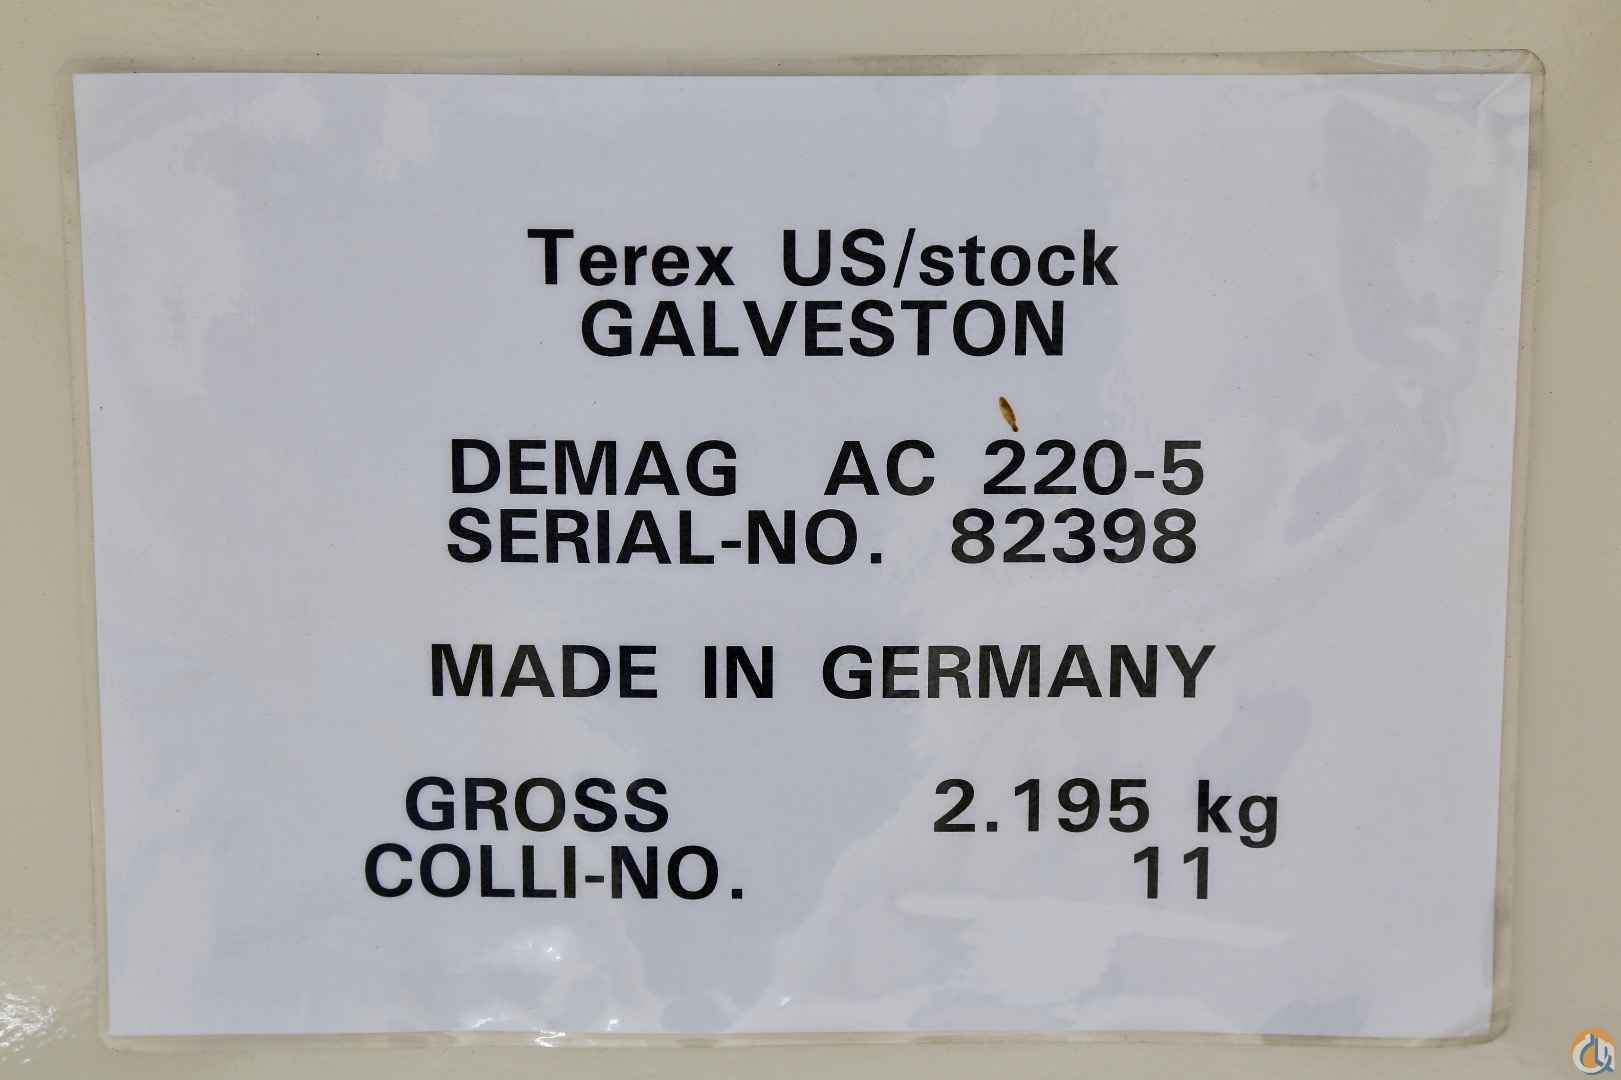 Terex US/stock
GALVESTON
DEMAG AC 220-5
SERIAL-NO. 82398
MADE IN GERMANY
GROSS 2.195 kg
COLLI-NO. 11